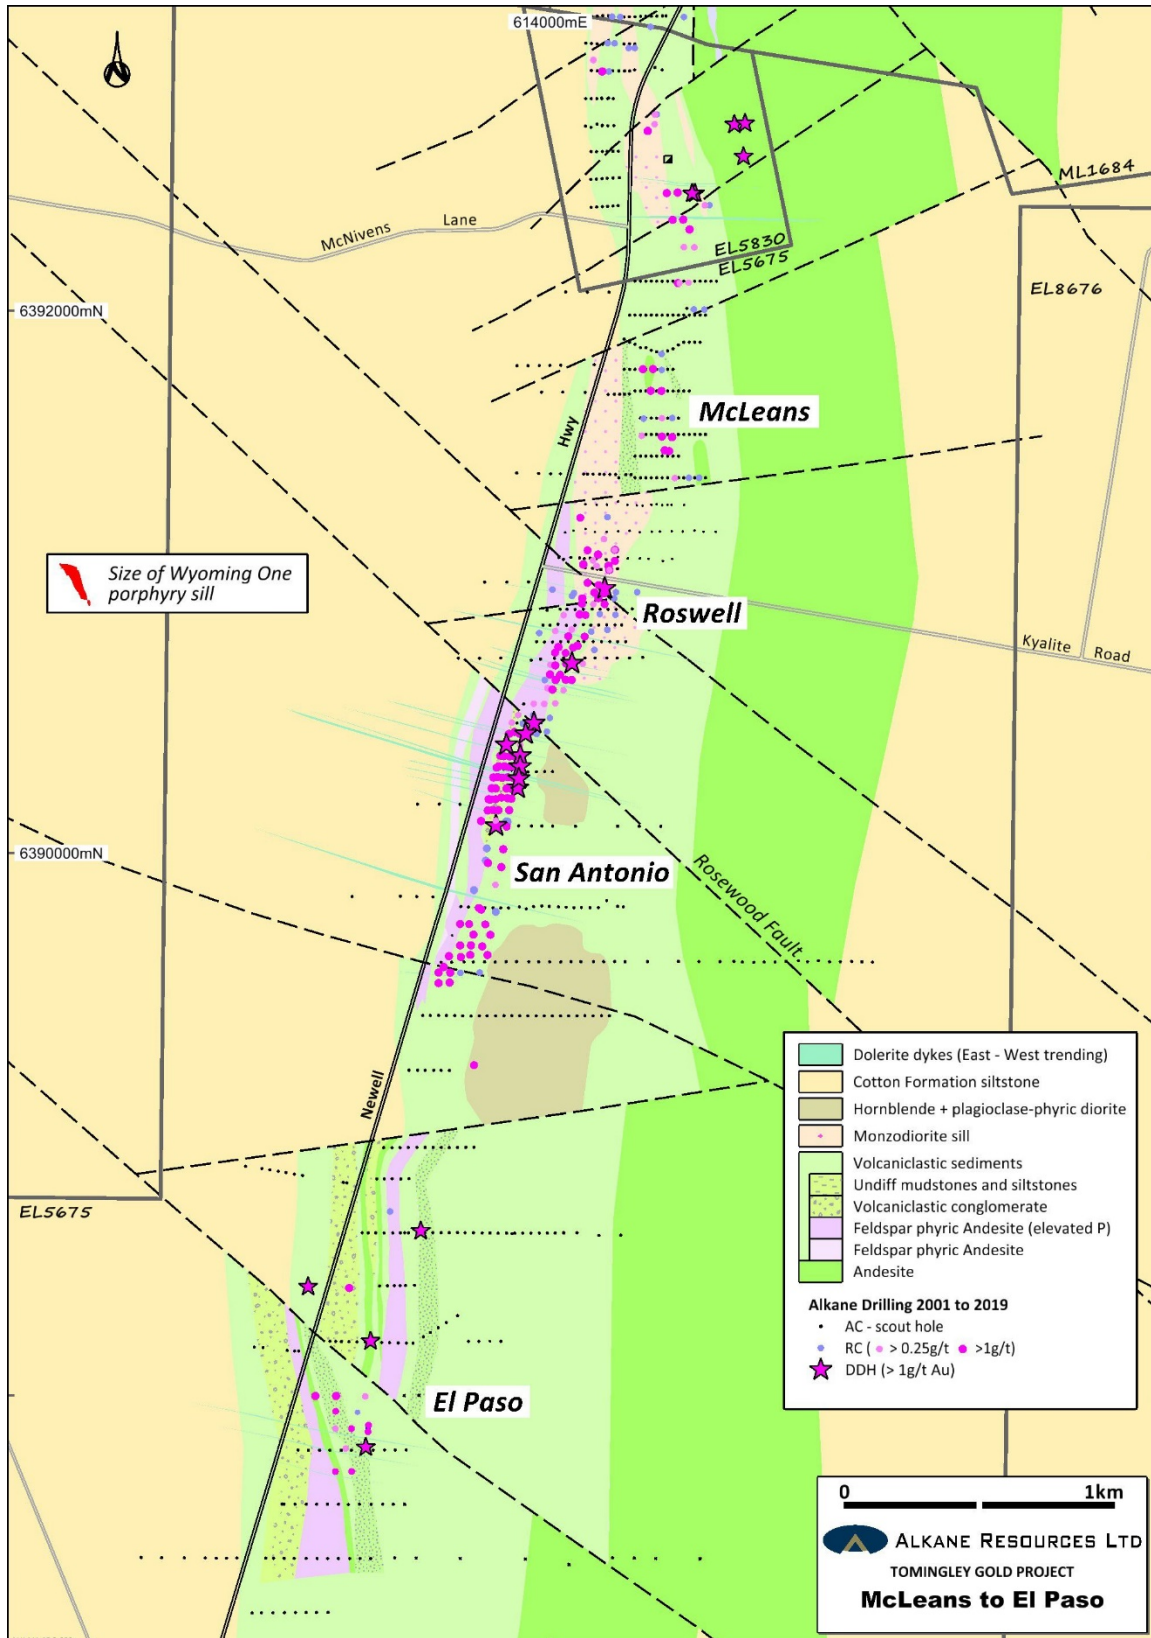 614000mE
ML1684
McNivens Lane
EL5830
EL5675
EL8676
6392000mN
McLeans
Hwy
Size of Wyoming One
porphyry sill
Roswell
Kyalite Road
6390000mN
San Antonio
Rosewood Fault
Newell
EL5675
El Paso
Dolerite dykes (East - West trending)
Cotton Formation siltstone
Hornblende + plagioclase-phyric diorite
Monzodiorite sill
Volcaniclastic sediments
Undiff mudstones and siltstones
Volcaniclastic conglomerate
Feldspar phyric Andesite (elevated P)
Feldspar phyric Andesite
Andesite
Alkane Drilling 2001 to 2019
AC - scout hole
RC ( > 0.25g/t >1g/t)
DDH (> 1g/t Au)
0 1km
ALKANE RESOURCES LTD
TOMINGLEY GOLD PROJECT
McLeans to El Paso